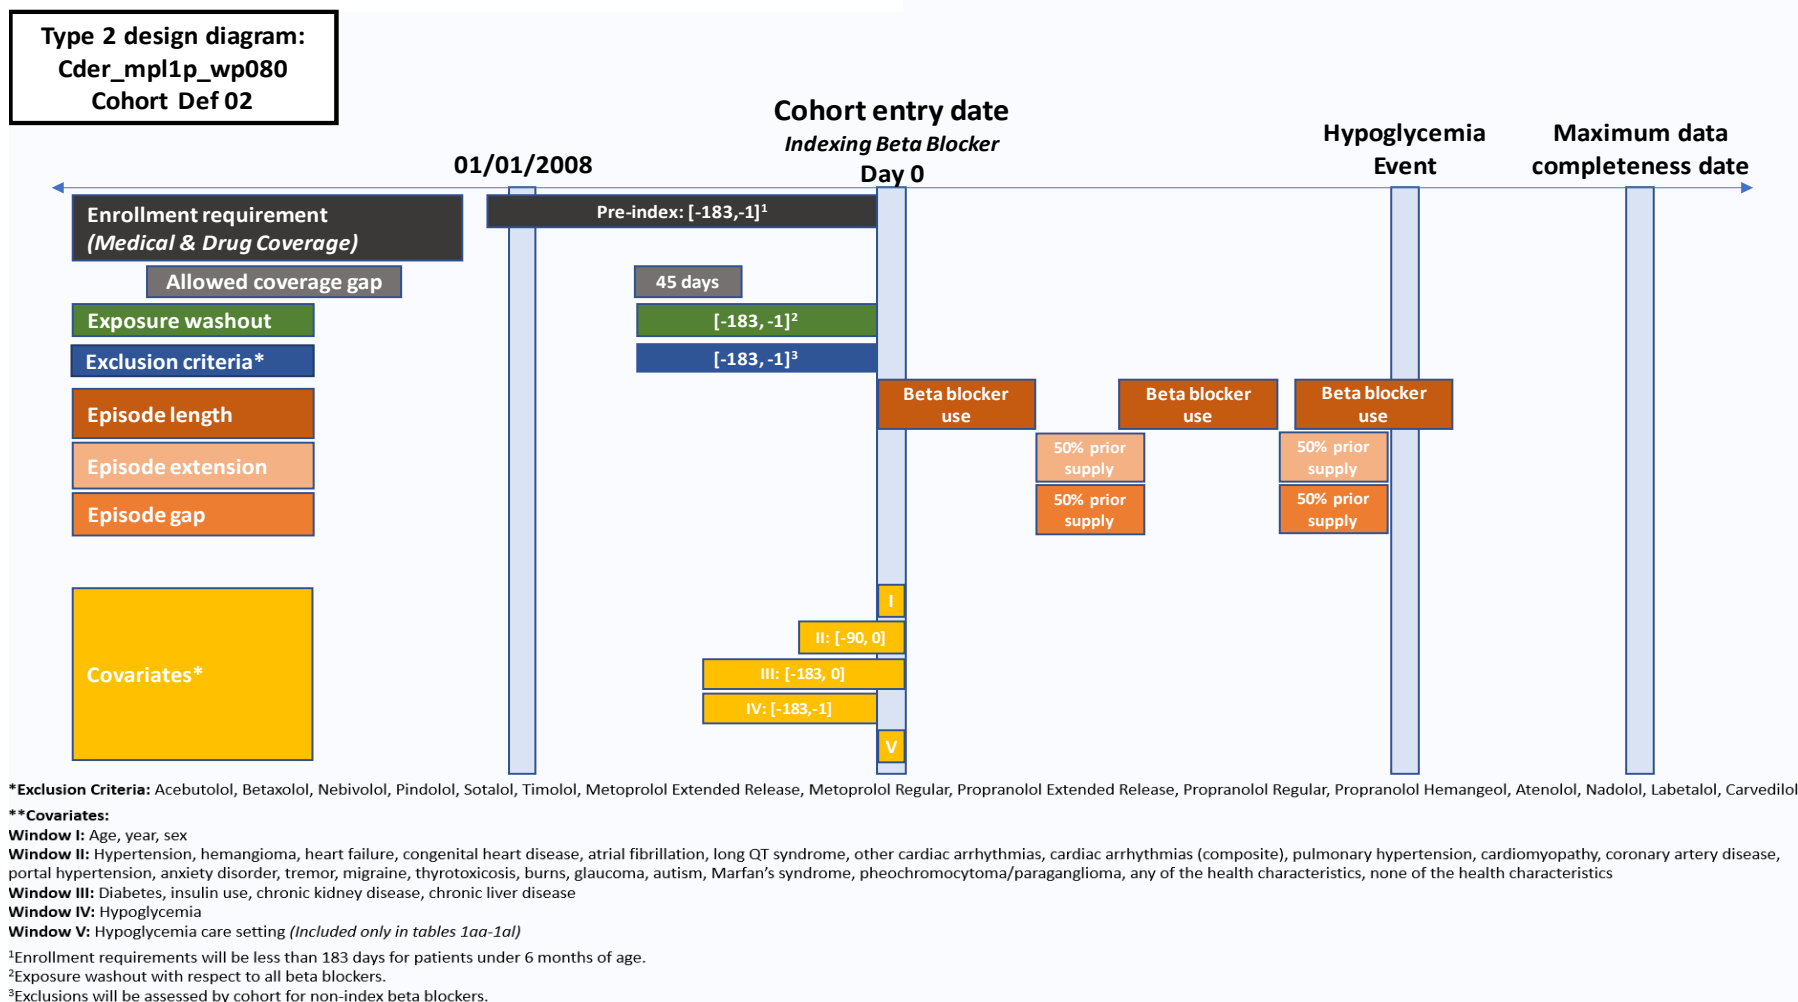 Type 2 design diagram:
Cder_mpl1p_wp080
Cohort Def 02
Cohort entry date
Indexing Beta Blocker
Day 0
01/01/2008
Hypoglycemia
Event
Maximum data
completeness date
Enrollment requirement
(Medical & Drug Coverage)
Pre-index: [-183,-1]¹
Allowed coverage gap
45 days
Exposure washout
[-183, -1]²
Exclusion criteria*
[-183, -1]³
Episode length
Beta blocker
use
Beta blocker
use
Beta blocker
use
Episode extension
50% prior
supply
50% prior
supply
Episode gap
50% prior
supply
50% prior
supply
Covariates*
I
II: [-90, 0]
III: [-183, 0]
IV: [-183,-1]
V
*Exclusion Criteria: Acebutolol, Betaxolol, Nebivolol, Pindolol, Sotalol, Timolol, Metoprolol Extended Release, Metoprolol Regular, Propranolol Extended Release, Propranolol Regular, Propranolol Hemangeol, Atenolol, Nadolol, Labetalol, Carvedilol
**Covariates:
Window I: Age, year, sex
Window II: Hypertension, hemangioma, heart failure, congenital heart disease, atrial fibrillation, long QT syndrome, other cardiac arrhythmias, cardiac arrhythmias (composite), pulmonary hypertension, cardiomyopathy, coronary artery disease,
portal hypertension, anxiety disorder, tremor, migraine, thyrotoxicosis, burns, glaucoma, autism, Marfan's syndrome, pheochromocytoma/paraganglioma, any of the health characteristics, none of the health characteristics
Window III: Diabetes, insulin use, chronic kidney disease, chronic liver disease
Window IV: Hypoglycemia
Window V: Hypoglycemia care setting (Included only in tables 1aa-1al)
¹Enrollment requirements will be less than 183 days for patients under 6 months of age.
²Exposure washout with respect to all beta blockers.
³Exclusions will be assessed by cohort for non-index beta blockers.